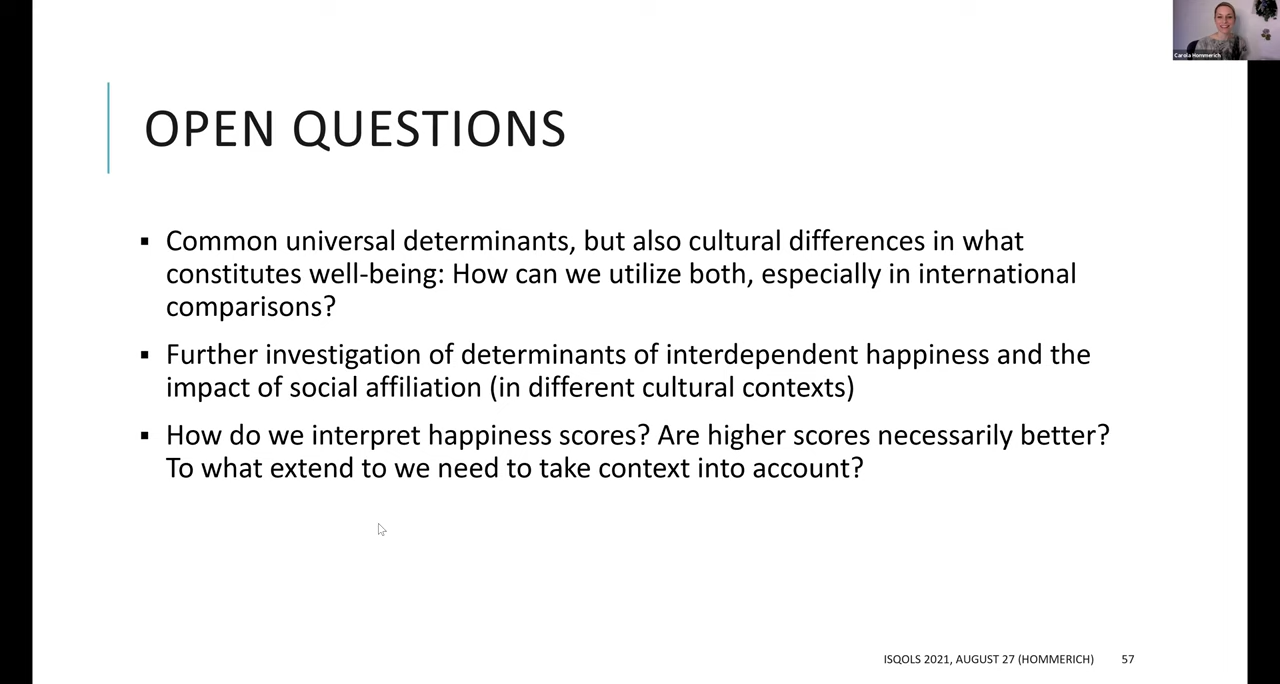 Carola Hommerich
OPEN QUESTIONS
▪ Common universal determinants, but also cultural differences in what
constitutes well-being: How can we utilize both, especially in international
comparisons?
▪ Further investigation of determinants of interdependent happiness and the
impact of social affiliation (in different cultural contexts)
▪ How do we interpret happiness scores? Are higher scores necessarily better?
To what extend to we need to take context into account?
ISQOLS 2021, AUGUST 27 (HOMMERICH) 57